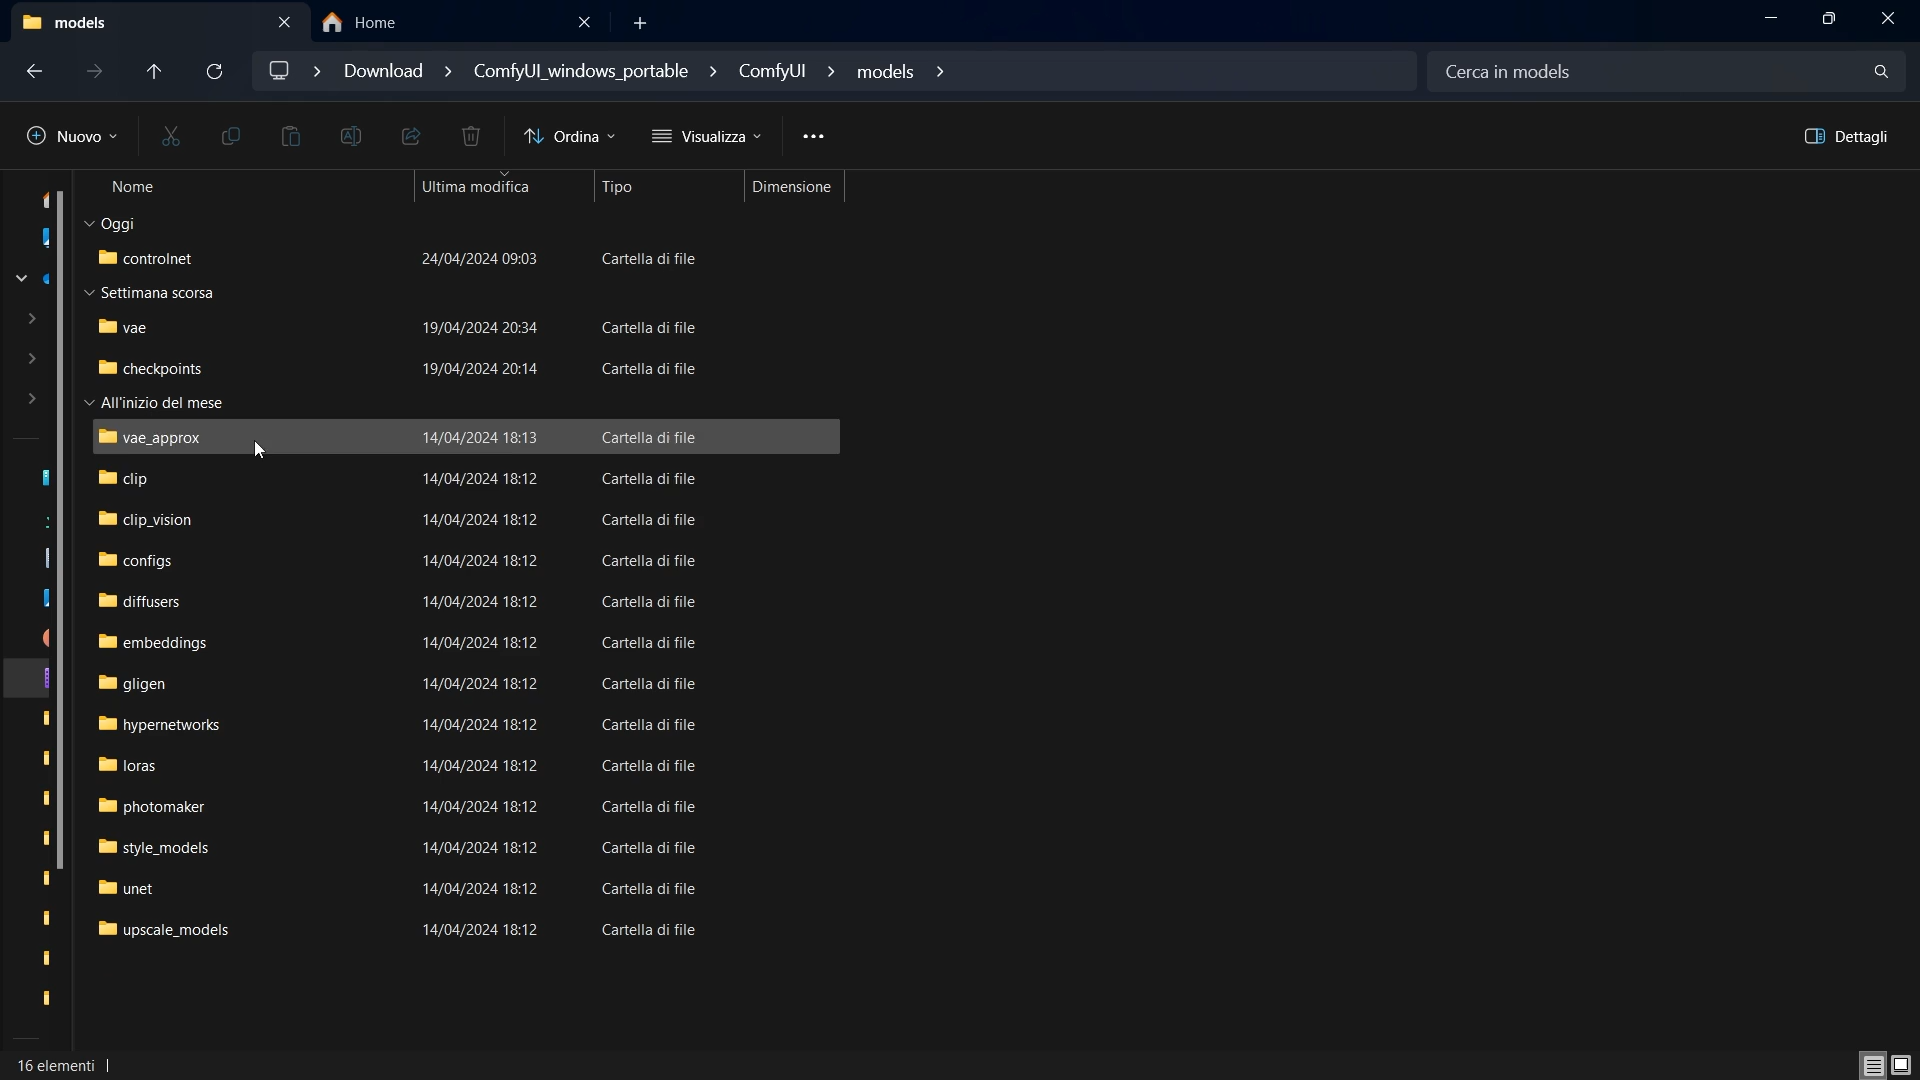 models
Home
Download > ComfyUI_windows_portable > ComfyUI > models >
Cerca in models
Nuovo
Ordina
Visualizza
Dettagli
Nome Ultima modifica Tipo Dimensione
Oggi
controlnet 24/04/2024 09:03 Cartella di file
Settimana scorsa
vae 19/04/2024 20:34 Cartella di file
checkpoints 19/04/2024 20:14 Cartella di file
All'inizio del mese
vae_approx 14/04/2024 18:13 Cartella di file
clip 14/04/2024 18:12 Cartella di file
clip_vision 14/04/2024 18:12 Cartella di file
configs 14/04/2024 18:12 Cartella di file
diffusers 14/04/2024 18:12 Cartella di file
embeddings 14/04/2024 18:12 Cartella di file
gligen 14/04/2024 18:12 Cartella di file
hypernetworks 14/04/2024 18:12 Cartella di file
loras 14/04/2024 18:12 Cartella di file
photomaker 14/04/2024 18:12 Cartella di file
style_models 14/04/2024 18:12 Cartella di file
unet 14/04/2024 18:12 Cartella di file
upscale_models 14/04/2024 18:12 Cartella di file
16 elementi